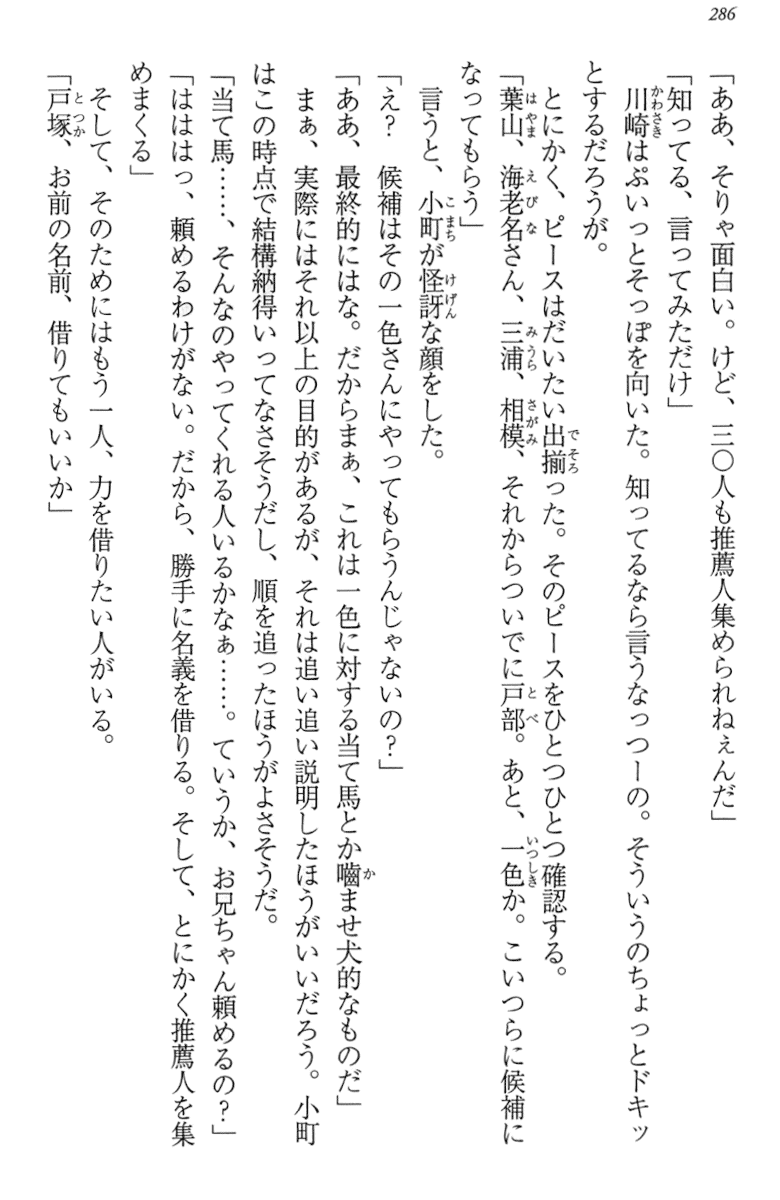 286
「ああ、そりゃ面白い。けど、三〇人も推薦人集められねぇんだ」
「知ってる、言ってみただけ」
　川崎はぷいっとそっぽを向いた。知ってるなら言うなっつーの。そういうのちょっとドキッ
とするだろうが。
　とにかく、ピースはだいたい出揃った。そのピースをひとつひとつ確認する。
「葉山、海老名さん、三浦、相模、それからついでに戸部。あと、一色か。こいつらに候補に
なってもらう」
　言うと、小町が怪訝な顔をした。
「え？　候補はその一色さんにやってもらうんじゃないの？」
「ああ、最終的にはな。だからまぁ、これは一色に対する当て馬とか嚙ませ犬的なものだ」
　まぁ、実際にはそれ以上の目的があるが、それは追い追い説明したほうがいいだろう。小町
はこの時点で結構納得いってなさそうだし、順を追ったほうがよさそうだ。
「当て馬……、そんなのやってくれる人いるかなぁ……。ていうか、お兄ちゃん頼めるの？」
「はははっ、頼めるわけがない。だから、勝手に名義を借りる。そして、とにかく推薦人を集
めまくる」
　そして、そのためにはもう一人、力を借りたい人がいる。
「戸塚、お前の名前、借りてもいいか」